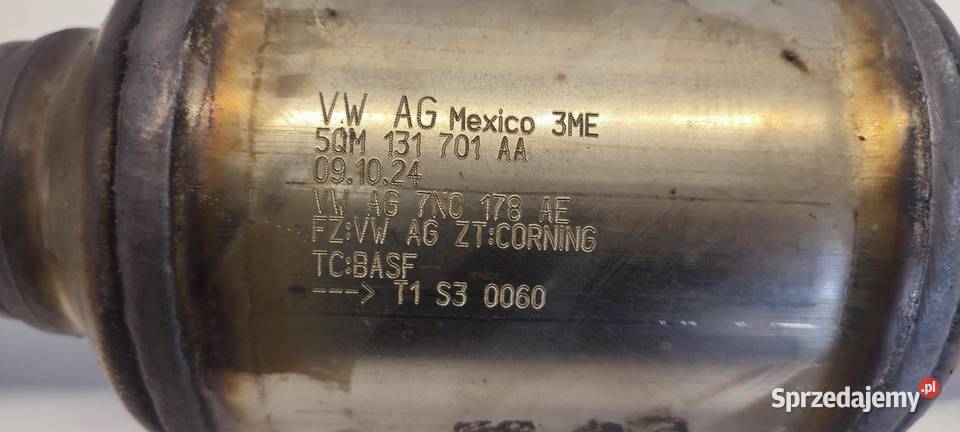 VW AG Mexico 3ME
5QM 131 701 AA
09.10.24
VW AG 7N0 178 AE
FZ:VW AG ZT:CORNING
TC:BASF
---> T1 S3 0060
Sprzedajemy.pl